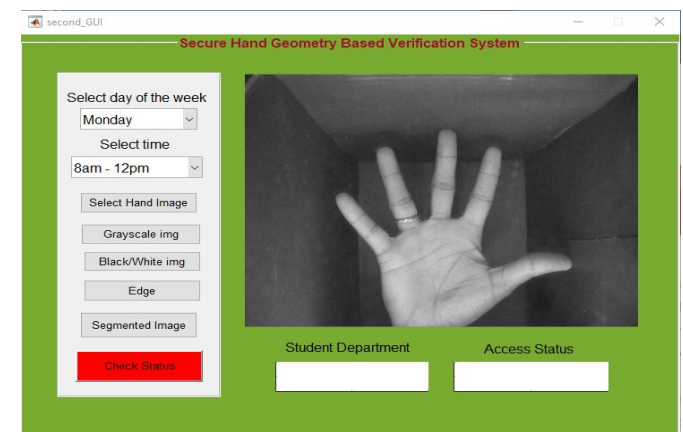 second_GUI
Secure Hand Geometry Based Verification System
Select day of the week
Monday
Select time
8am - 12pm
Select Hand Image
Grayscale img
Black/White img
Edge
Segmented Image
Check Status
Student Department
Access Status